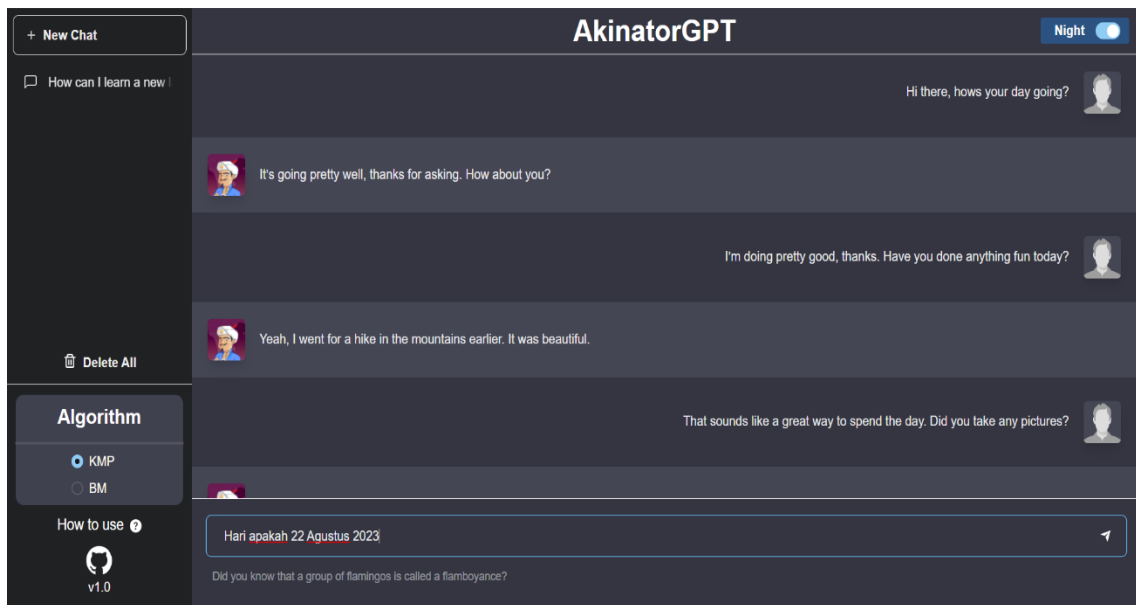 + New Chat
How can I learn a new
Delete All
Algorithm
KMP
BM
How to use ?
v1.0
AkinatorGPT
Night
Hi there, hows your day going?
It's going pretty well, thanks for asking. How about you?
I'm doing pretty good, thanks. Have you done anything fun today?
Yeah, I went for a hike in the mountains earlier. It was beautiful.
That sounds like a great way to spend the day. Did you take any pictures?
Hari apakah 22 Agustus 2023
Did you know that a group of flamingos is called a flamboyance?